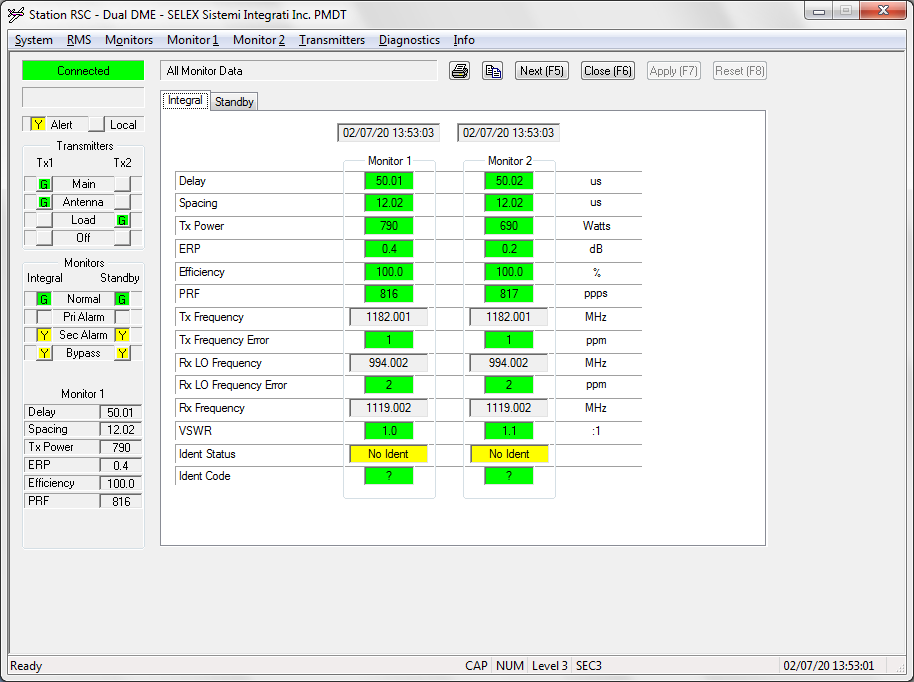 Station RSC - Dual DME - SELEX Sistemi Integrati Inc. PMDT
System RMS Monitors Monitor 1 Monitor 2 Transmitters Diagnostics Info
Connected
All Monitor Data
Next (F5) Close (F6) Apply (F7) Reset (F8)
Y Alert Local
Transmitters
Tx1 Tx2
G Main
G Antenna
Load G
Off
Monitors
Integral Standby
G Normal G
Pri Alarm
Y Sec Alarm Y
Y Bypass Y
Monitor 1
Delay 50.01
Spacing 12.02
Tx Power 790
ERP 0.4
Efficiency 100.0
PRF 816
Integral Standby
02/07/20 13:53:03 02/07/20 13:53:03
Monitor 1 Monitor 2
Delay 50.01 50.02 us
Spacing 12.02 12.02 us
Tx Power 790 690 Watts
ERP 0.4 0.2 dB
Efficiency 100.0 100.0 %
PRF 816 817 ppps
Tx Frequency 1182.001 1182.001 MHz
Tx Frequency Error 1 1 ppm
Rx LO Frequency 994.002 994.002 MHz
Rx LO Frequency Error 2 2 ppm
Rx Frequency 1119.002 1119.002 MHz
VSWR 1.0 1.1 :1
Ident Status No Ident No Ident
Ident Code ? ?
Ready CAP NUM Level 3 SEC3 02/07/20 13:53:01